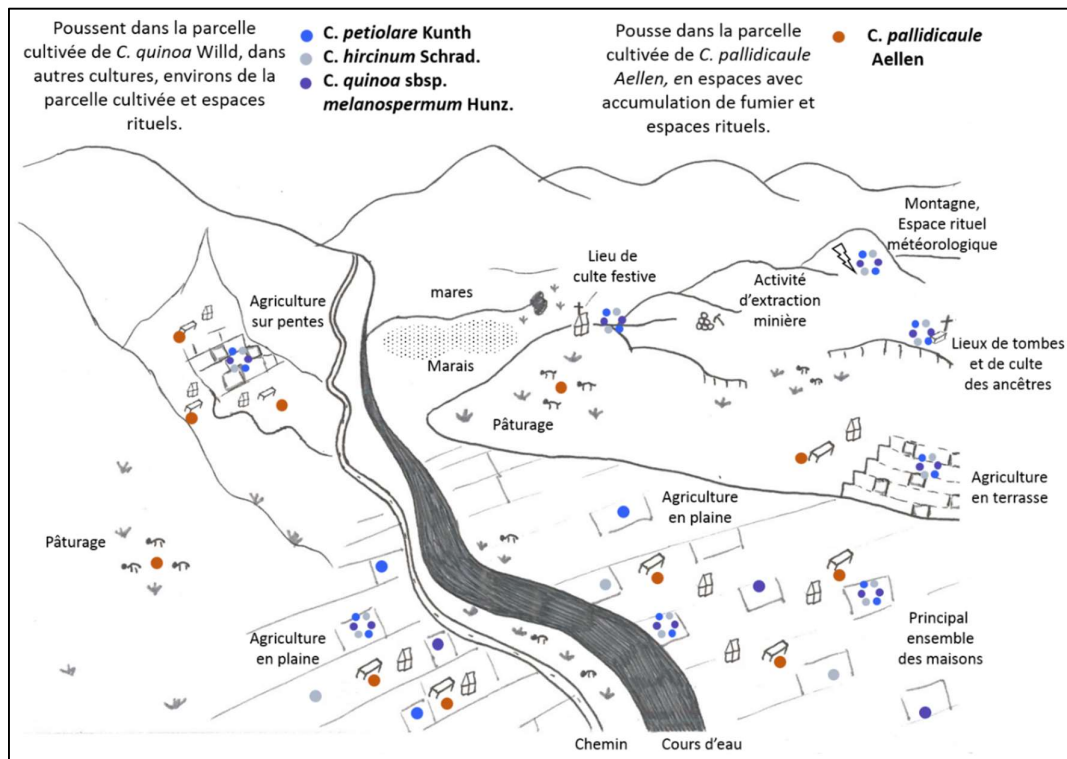 Poussent dans la parcelle
cultivée de C. quinoa Willd, dans
autres cultures, environs de la
parcelle cultivée et espaces
rituels.
C. petiolare Kunth
C. hircinum Schrad.
C. quinoa sbsp.
melanospermum Hunz.
Pousse dans la parcelle
cultivée de C. pallidicaule
Aellen, en espaces avec
accumulation de fumier et
espaces rituels.
C. pallidicaule
Aellen
Montagne,
Espace rituel
météorologique
Lieu de
culte festive
Activité
d'extraction
minière
mares
Agriculture
sur pentes
Marais
Lieux de tombes
et de culte
des ancêtres
Pâturage
Agriculture
en terrasse
Agriculture
en plaine
Pâturage
Agriculture
en plaine
Principal
ensemble
des maisons
Chemin
Cours d'eau